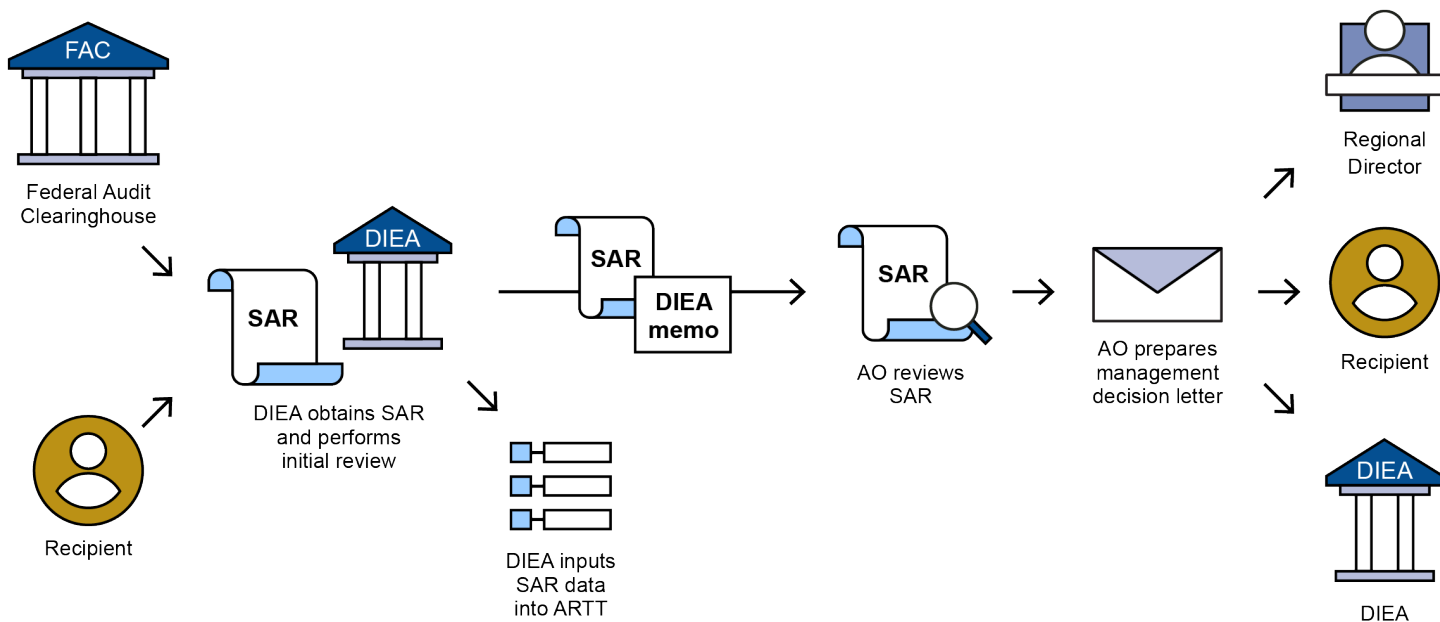 FAC
Federal Audit
Clearinghouse
Recipient
SAR
DIEA
DIEA obtains SAR
and performs
initial review
DIEA inputs
SAR data
into ARTT
SAR
DIEA
memo
SAR
AO reviews
SAR
AO prepares
management
decision letter
Regional
Director
Recipient
DIEA
DIEA